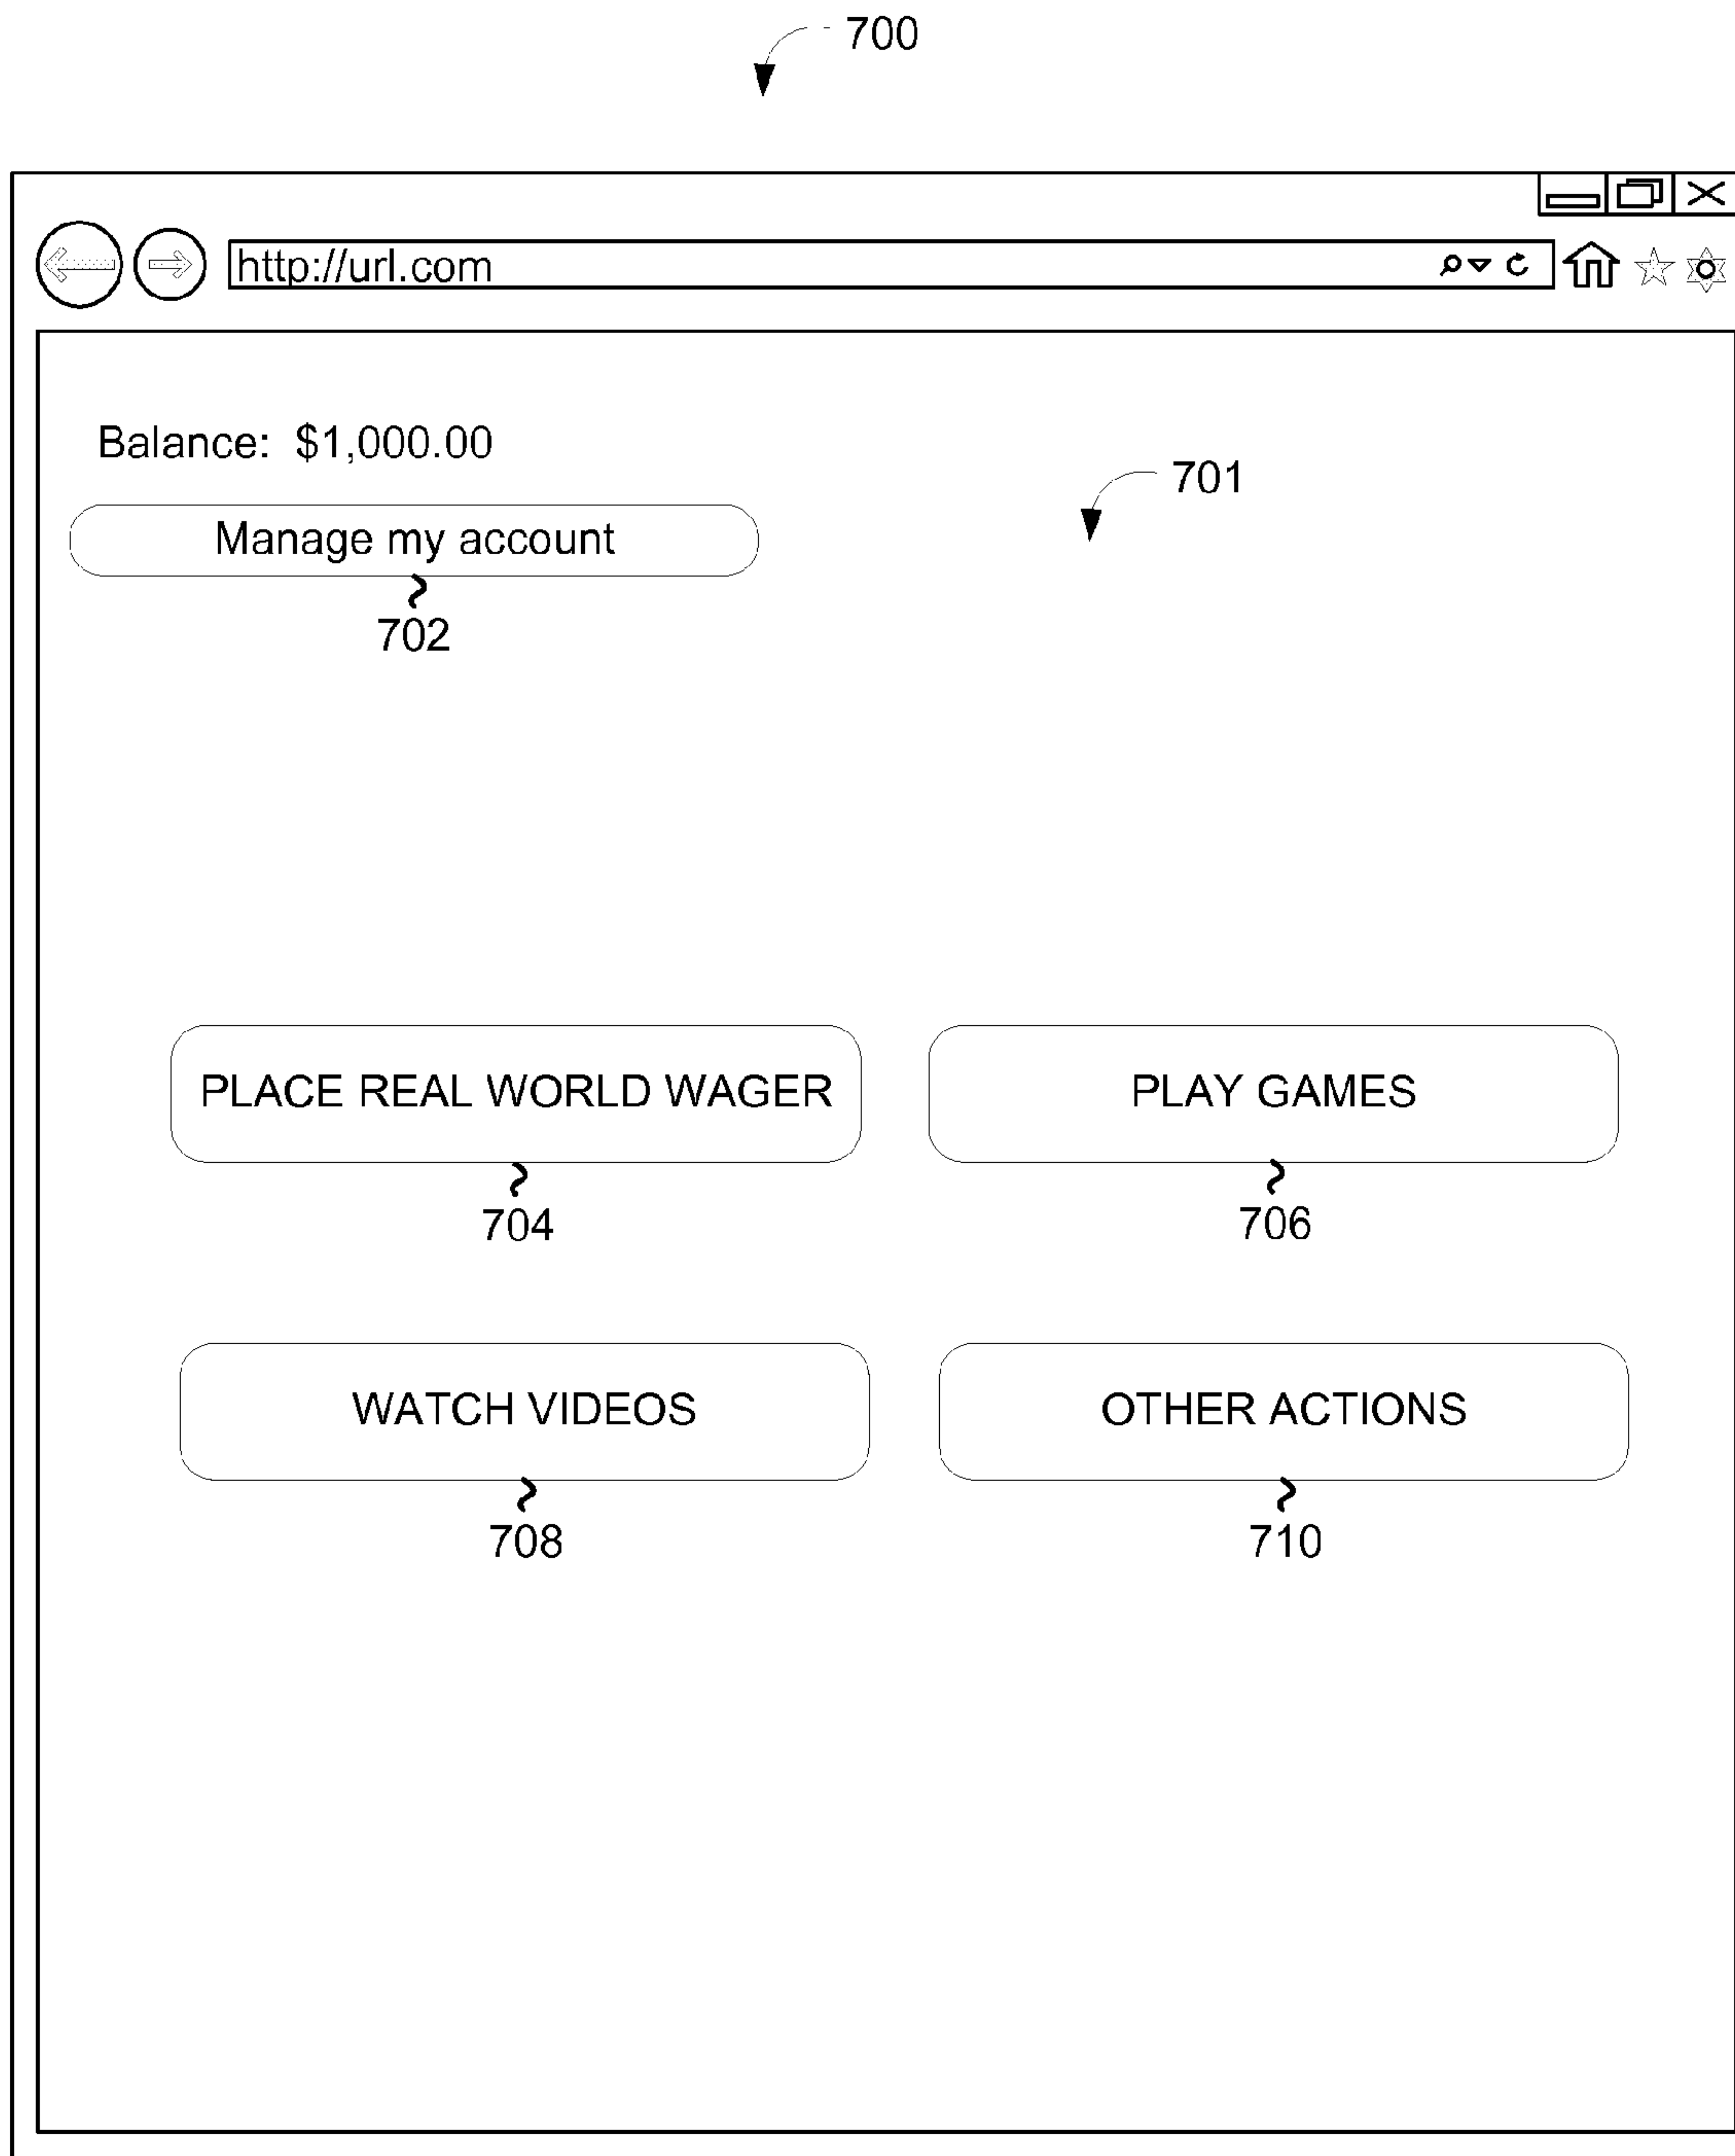 700
http://url.com
Balance: $1,000.00
701
Manage my account
702
PLACE REAL WORLD WAGER
PLAY GAMES
704
706
WATCH VIDEOS
OTHER ACTIONS
708
710